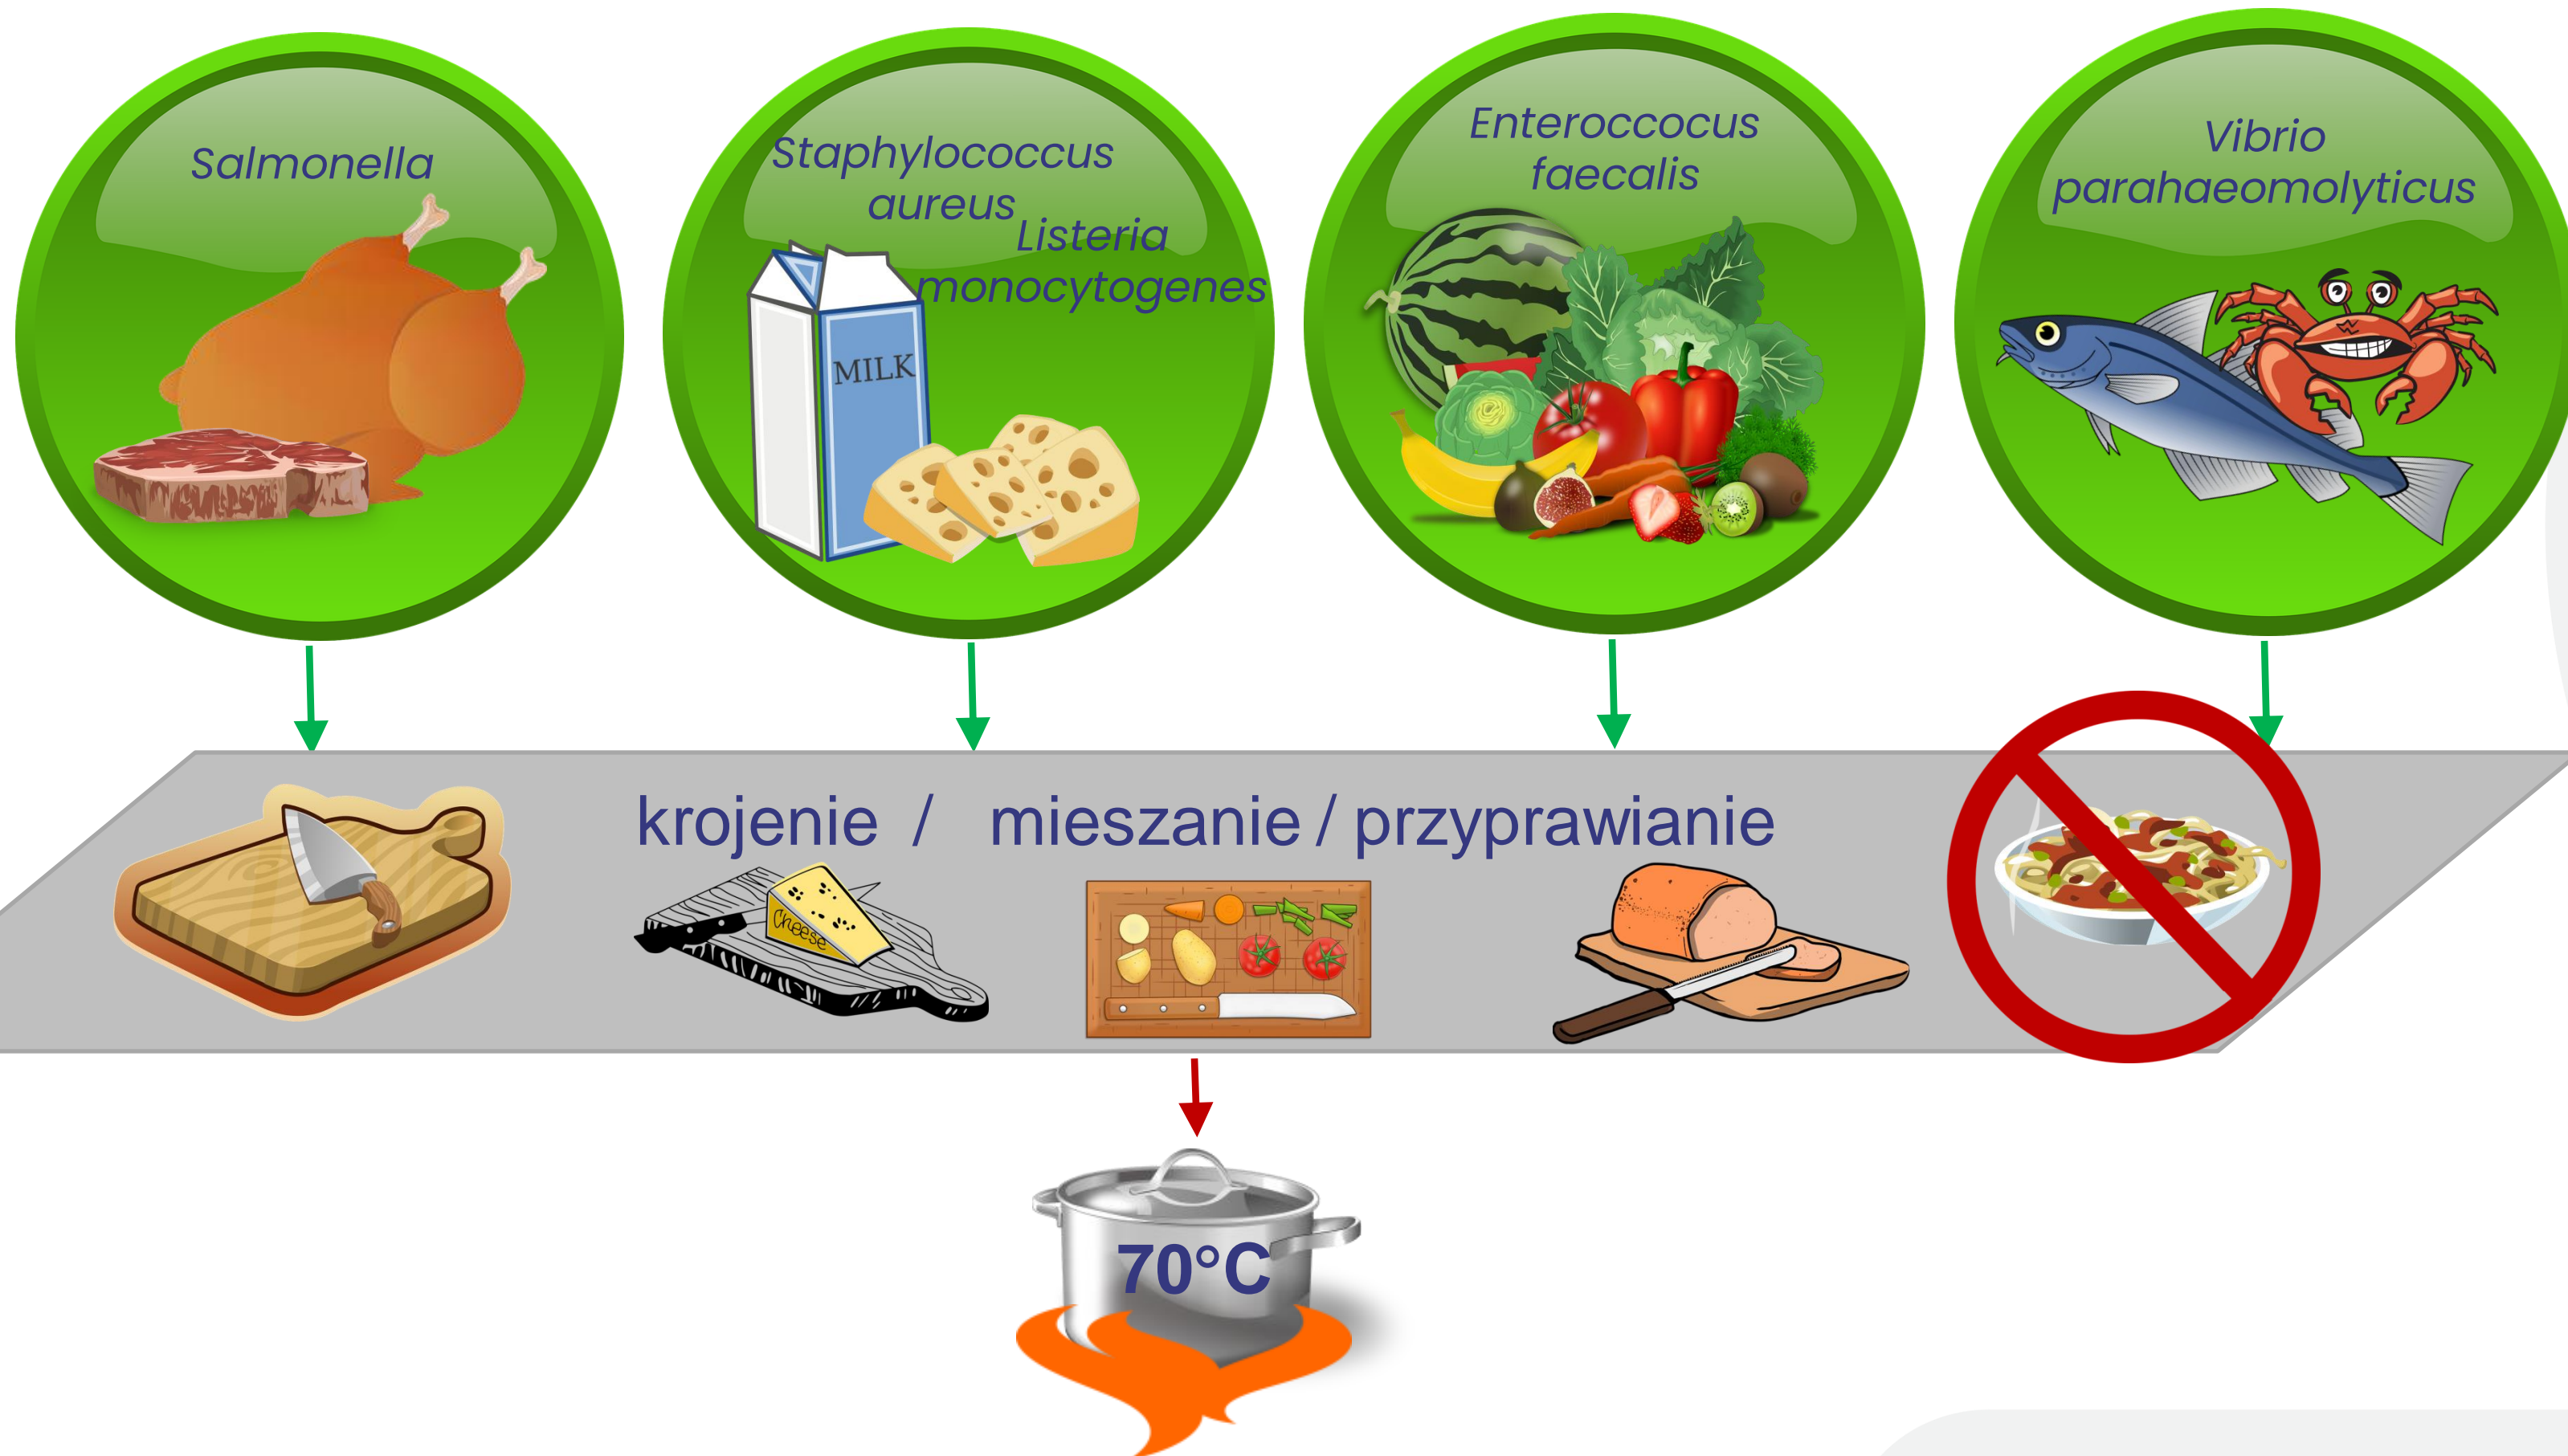 Salmonella
Staphylococcus
aureus
Listeria
monocytogenes
Enteroccocus
faecalis
Vibrio
parahaeomolyticus
MILK
krojenie / mieszanie / przyprawianie
Cheese
70°C